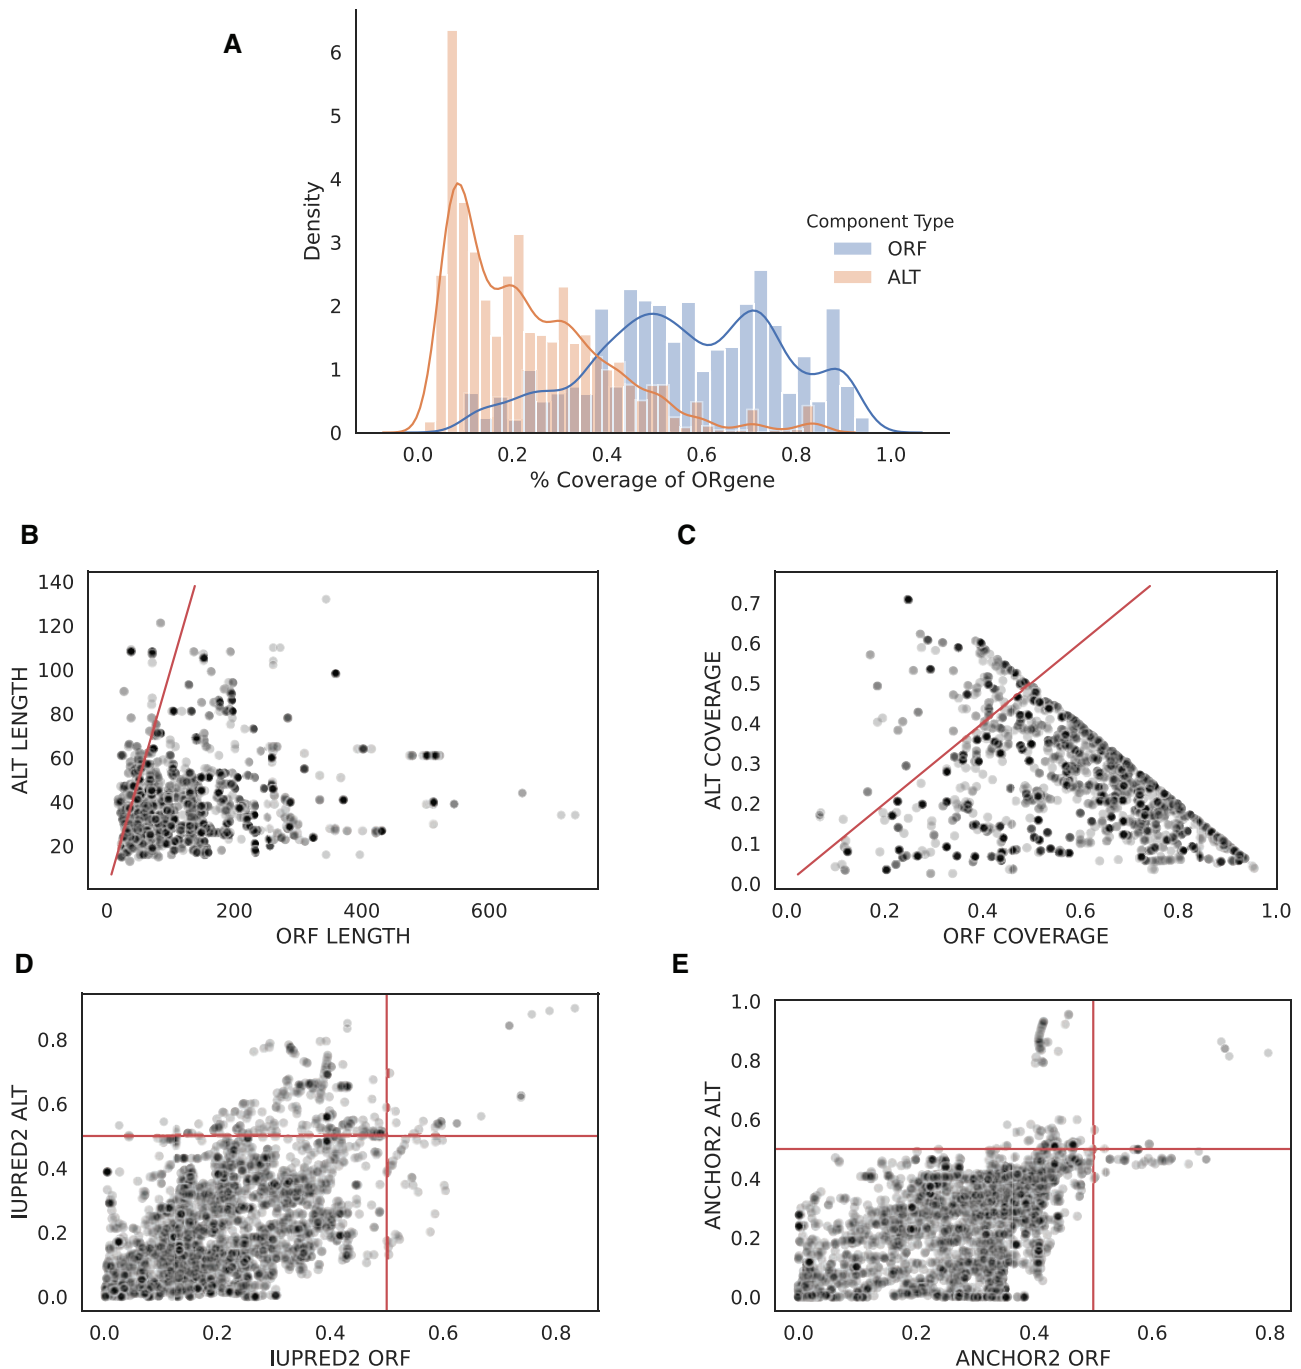 A
6
5
4
3
2
1
0
Density
0.0 0.2 0.4 0.6 0.8 1.0
% Coverage of ORgene
Component Type
ORF
ALT
B
140
120
100
80
60
40
20
ALT LENGTH
0 200 400 600
ORF LENGTH
C
0.7
0.6
0.5
0.4
0.3
0.2
0.1
0.0
ALT COVERAGE
0.0 0.2 0.4 0.6 0.8 1.0
ORF COVERAGE
D
0.8
0.6
0.4
0.2
0.0
IUPRED2 ALT
0.0 0.2 0.4 0.6 0.8
IUPRED2 ORF
E
1.0
0.8
0.6
0.4
0.2
0.0
ANCHOR2 ALT
0.0 0.2 0.4 0.6 0.8
ANCHOR2 ORF